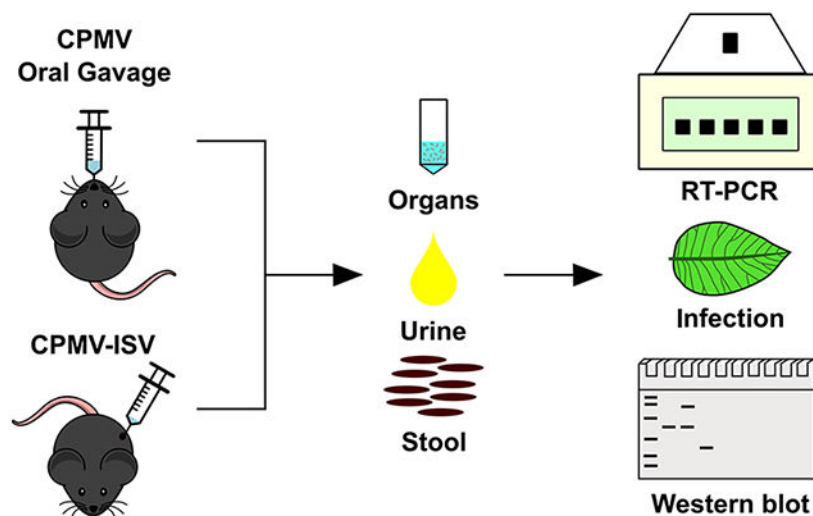 CPMV
Oral Gavage
CPMV-ISV
Organs
Urine
Stool
RT-PCR
Infection
Western blot